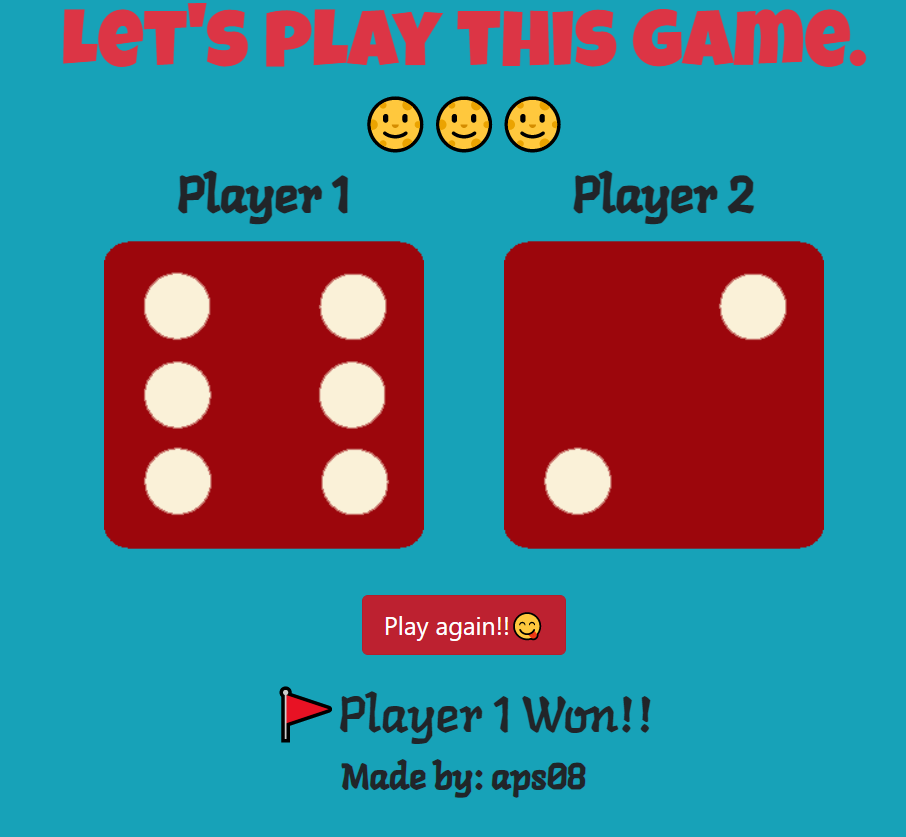 Let's PLAY THIS GAme.
Player 1
Player 2
Play again!!😋
🚩Player 1 Won!!
Made by: aps08